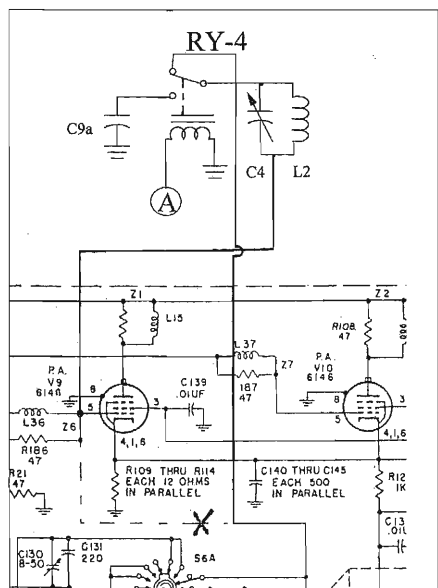 RY-4
C9a
C4
L2
A
Z1
Z2
L15
R108
47
L37
P.A.
V9
6146
8
5
3
4,1,6
C139
.01UF
187
47
Z7
P.A.
V10
6146
8
5
3
4,1,6
L36
Z6
R186
47
R21
47
R109 THRU R114
EACH 12 OHMS
IN PARALLEL
C140 THRU C145
EACH 500
IN PARALLEL
R12
1K
C13
.01
C130
8-50
C131
220
S6A